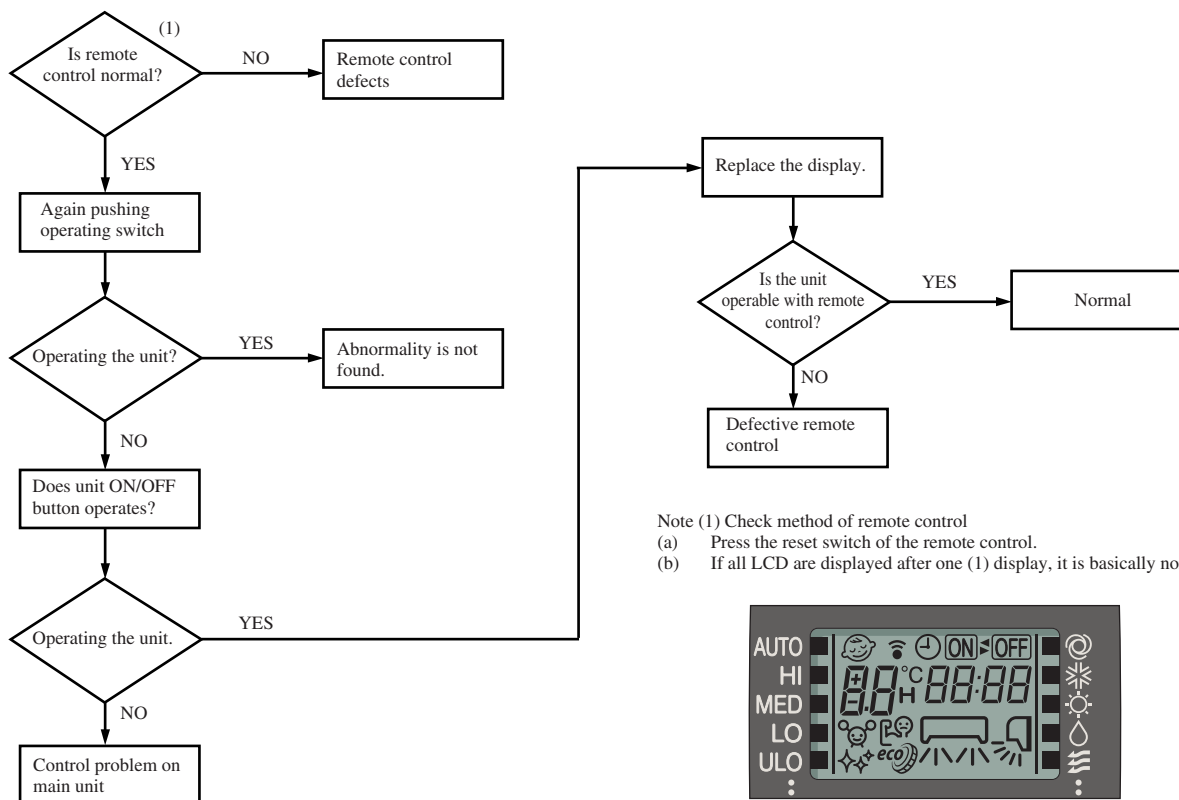 (1)
Is remote
control normal?
NO
Remote control
defects
YES
Again pushing
operating switch
Operating the unit?
YES
Abnormality is not
found.
NO
Does unit ON/OFF
button operates?
Operating the unit.
YES
NO
Control problem on
main unit
Replace the display.
Is the unit
operable with remote
control?
YES
Normal
NO
Defective remote
control
Note (1) Check method of remote control
(a) Press the reset switch of the remote control.
(b) If all LCD are displayed after one (1) display, it is basically no
AUTO
HI
MED
LO
ULO
ON
OFF
8.8 °C
H
88:88
eco